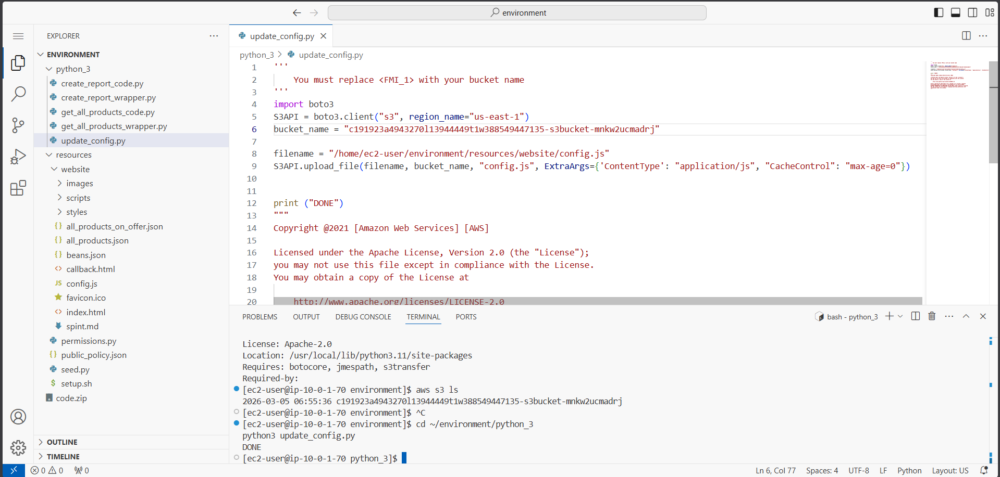 environment
EXPLORER
ENVIRONMENT
python_3
create_report_code.py
create_report_wrapper.py
get_all_products_code.py
get_all_products_wrapper.py
update_config.py
resources
website
images
scripts
styles
{} all_products_on_offer.json
{} all_products.json
{} beans.json
<> callback.html
JS config.js
favicon.ico
<> index.html
spint.md
permissions.py
{} public_policy.json
seed.py
$ setup.sh
code.zip
OUTLINE
TIMELINE
update_config.py
python_3 > update_config.py
1 '''
2 You must replace <FMI_1> with your bucket name
3 '''
4 import boto3
5 S3API = boto3.client("s3", region_name="us-east-1")
6 bucket_name = "c191923a4943270l13944449t1w388549447135-s3bucket-mnkw2ucmadrj"
7
8 filename = "/home/ec2-user/environment/resources/website/config.js"
9 S3API.upload_file(filename, bucket_name, "config.js", ExtraArgs={'ContentType': "application/js", "CacheControl": "max-age=0"})
10
11
12 print ("DONE")
13 """
14 Copyright @2021 [Amazon Web Services] [AWS]
15
16 Licensed under the Apache License, Version 2.0 (the "License");
17 you may not use this file except in compliance with the License.
18 You may obtain a copy of the License at
19
20 http://www.apache.org/licenses/LICENSE-2.0
PROBLEMS OUTPUT DEBUG CONSOLE TERMINAL PORTS
bash - python_3
License: Apache-2.0
Location: /usr/local/lib/python3.11/site-packages
Requires: botocore, jmespath, s3transfer
Required-by:
[ec2-user@ip-10-0-1-70 environment]$ aws s3 ls
2026-03-05 06:55:36 c191923a4943270l13944449t1w388549447135-s3bucket-mnkw2ucmadrj
[ec2-user@ip-10-0-1-70 environment]$ ^C
[ec2-user@ip-10-0-1-70 environment]$ cd ~/environment/python_3
python3 update_config.py
DONE
[ec2-user@ip-10-0-1-70 python_3]$
0 0 0
Ln 6, Col 77 Spaces: 4 UTF-8 LF Python Layout: US